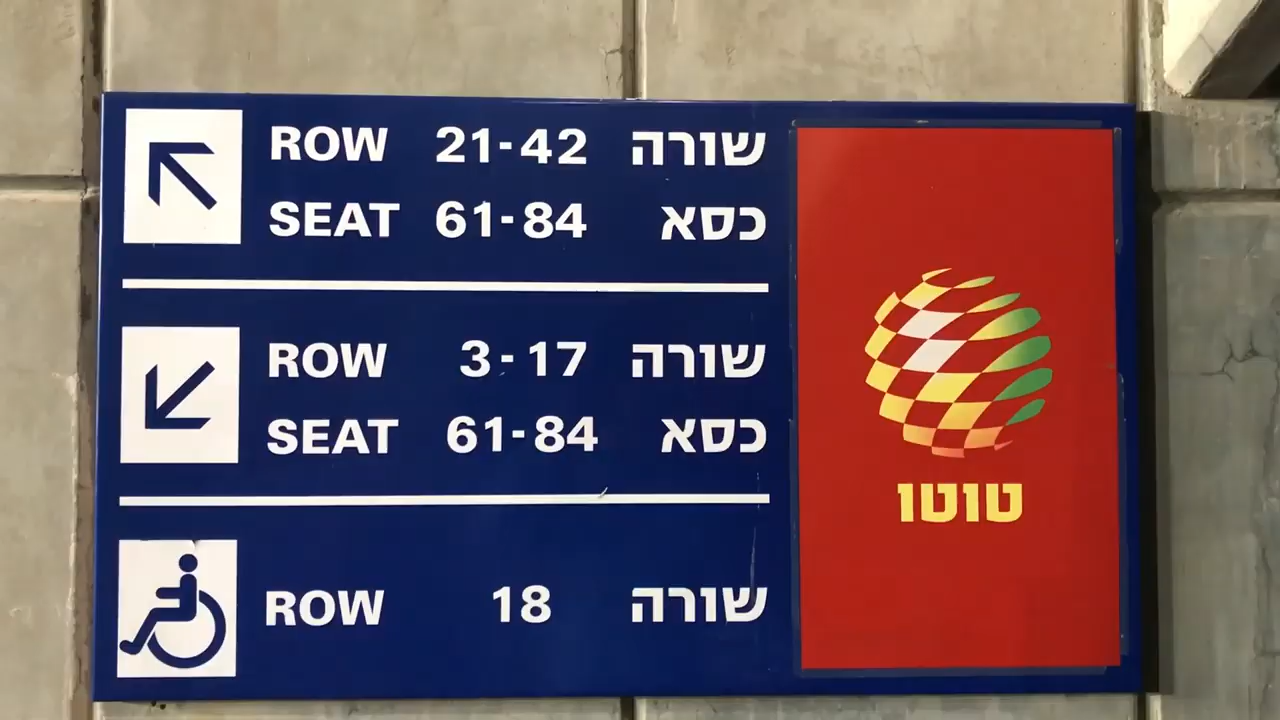 ROW 21-42 שורה
SEAT 61-84 כסא
ROW 3-17 שורה
SEAT 61-84 כסא
ROW 18 שורה
טוטו